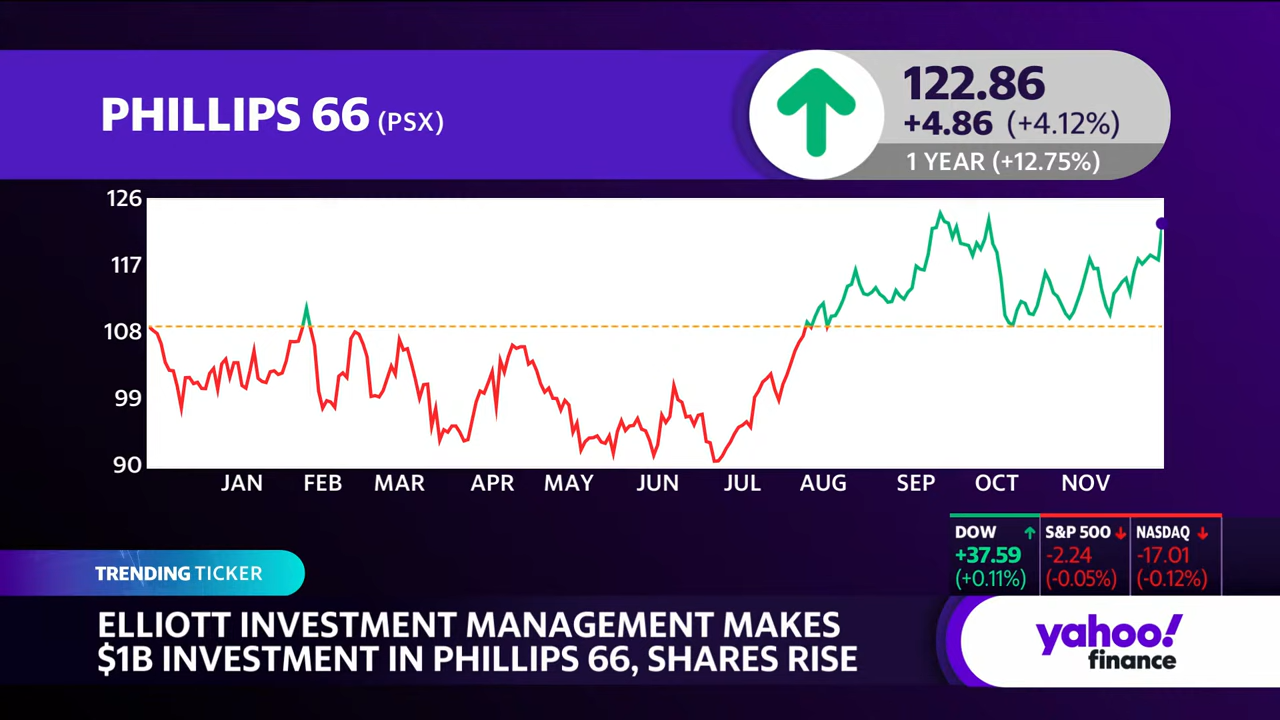 PHILLIPS 66 (PSX)
122.86
+4.86 (+4.12%)
1 YEAR (+12.75%)
126
117
108
99
90
JAN FEB MAR APR MAY JUN JUL AUG SEP OCT NOV
DOW S&P 500 NASDAQ
+37.59 -2.24 -17.01
(+0.11%) (-0.05%) (-0.12%)
TRENDING TICKER
ELLIOTT INVESTMENT MANAGEMENT MAKES
$1B INVESTMENT IN PHILLIPS 66, SHARES RISE
yahoo!
finance